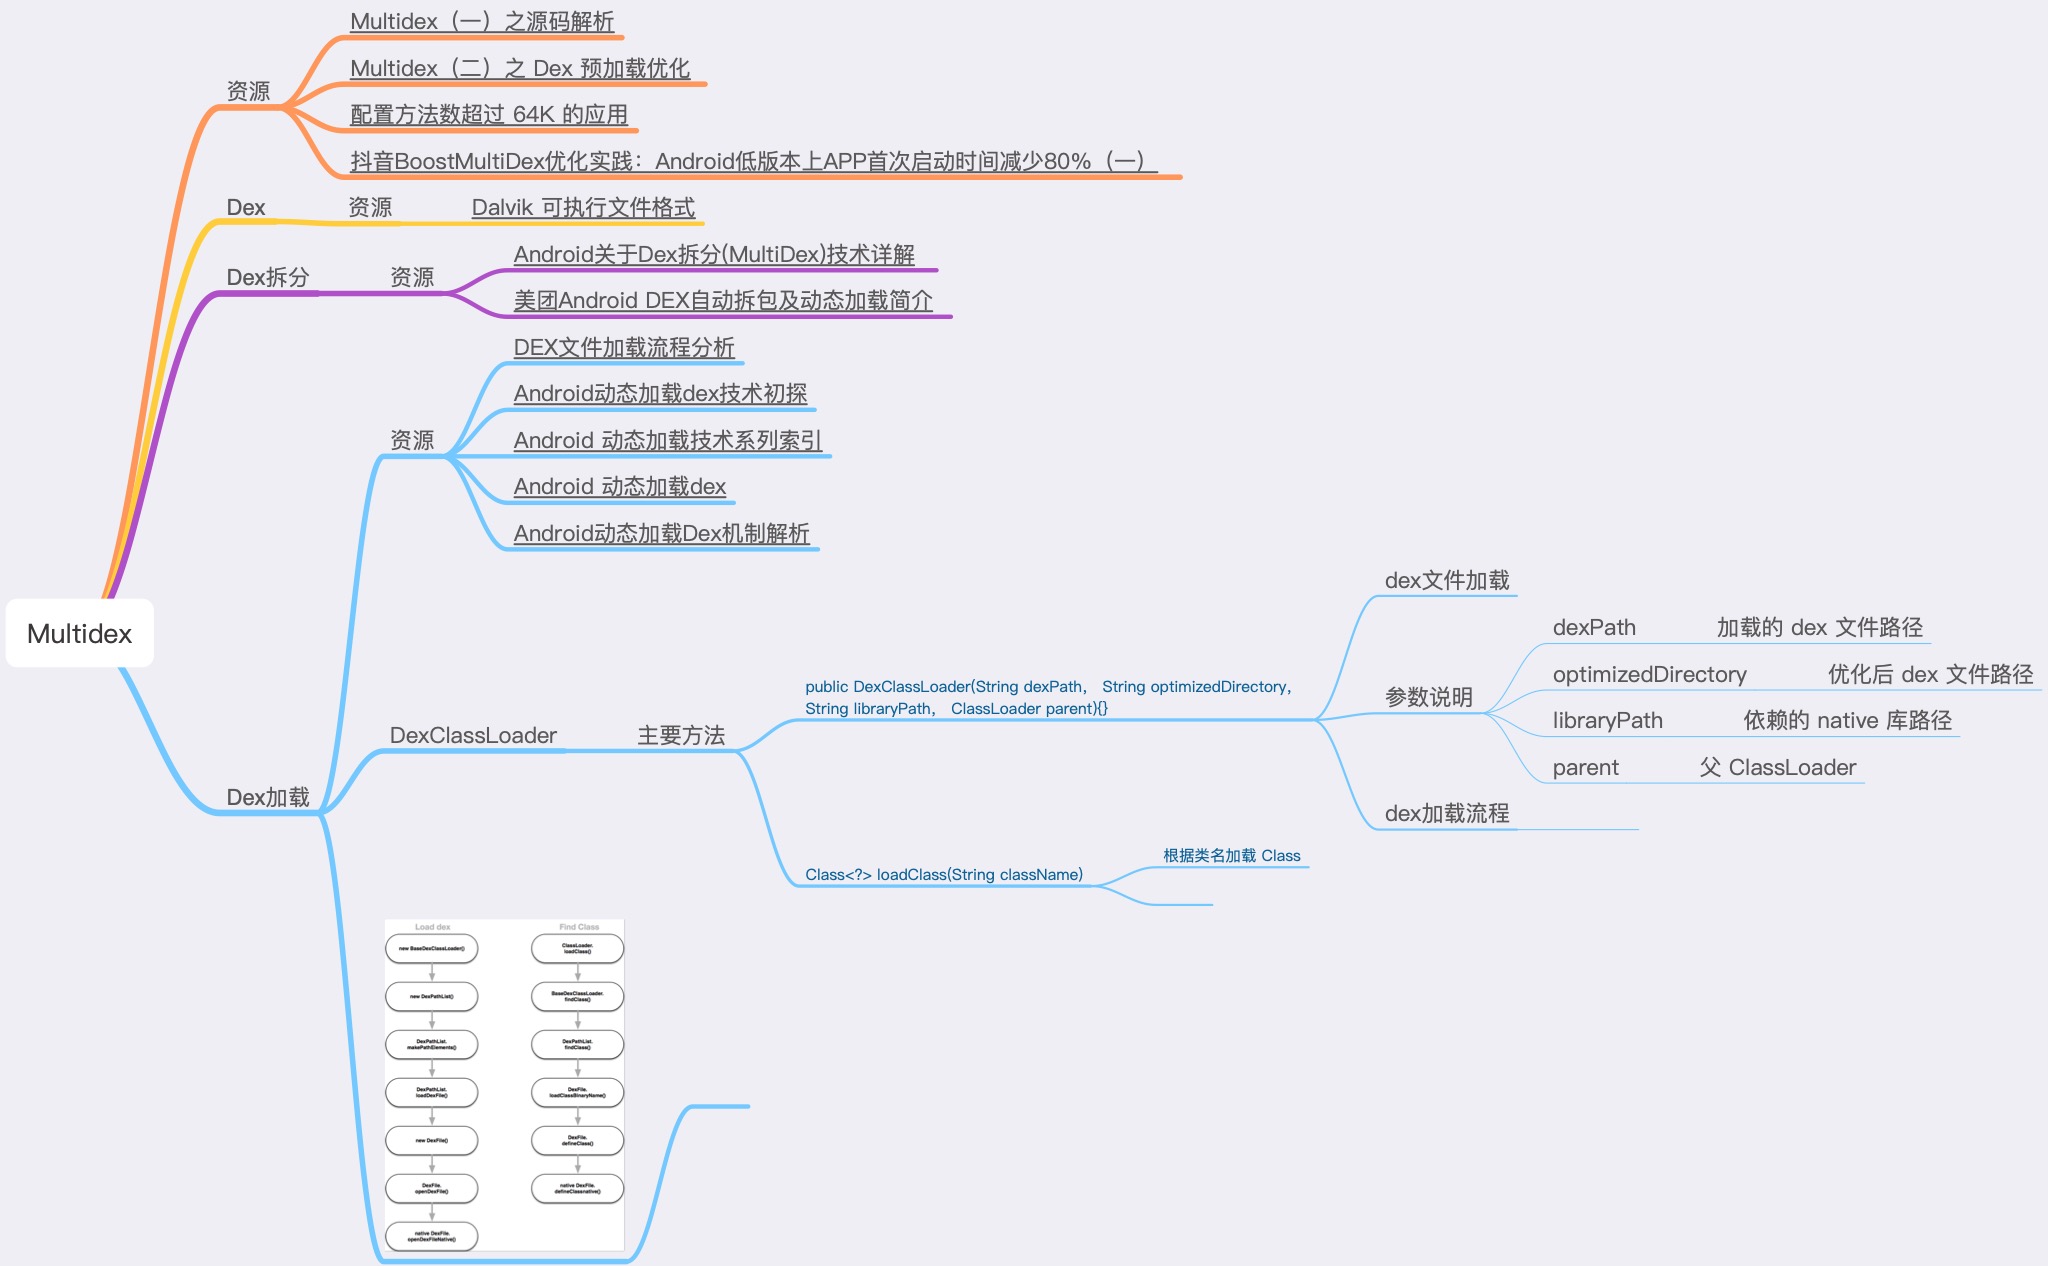 Multidex
资源
Multidex（一）之源码解析
Multidex（二）之 Dex 预加载优化
配置方法数超过 64K 的应用
抖音BoostMultiDex优化实践：Android低版本上APP首次启动时间减少80%（一）
Dex
资源
Dalvik 可执行文件格式
Dex拆分
资源
Android关于Dex拆分(MultiDex)技术详解
美团Android DEX自动拆包及动态加载简介
Dex加载
资源
DEX文件加载流程分析
Android动态加载dex技术初探
Android 动态加载技术系列索引
Android 动态加载dex
Android动态加载Dex机制解析
DexClassLoader
主要方法
public DexClassLoader(String dexPath， String optimizedDirectory,
String libraryPath， ClassLoader parent){}
dex文件加载
参数说明
dexPath
加载的 dex 文件路径
optimizedDirectory
优化后 dex 文件路径
libraryPath
依赖的 native 库路径
parent
父 ClassLoader
dex加载流程
Class<?> loadClass(String className)
根据类名加载 Class
Load dex
new BaseDexClassLoader()
new DexPathList()
DexPathList.
makePathElements()
DexPathList.
loadDexFile()
new DexFile()
DexFile.
openDexFile()
native DexFile.
openDexFileNative()
Find Class
ClassLoader.
loadClass()
BaseDexClassLoader.
findClass()
DexPathList.
findClass()
DexFile.
loadClassBinaryName()
DexFile.
defineClass()
native DexFile.
defineClassnative()